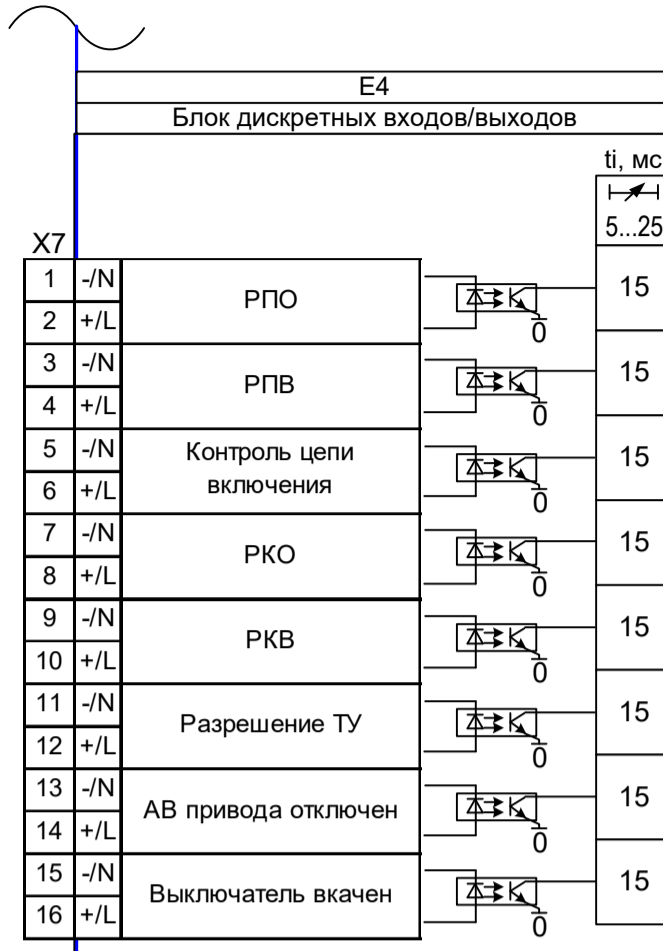 E4
Блок дискретных входов/выходов
ti, мс
5...25
X7
1 -/N РПО 15
2 +/L 0
3 -/N РПВ 15
4 +/L 0
5 -/N Контроль цепи 15
6 +/L включения 0
7 -/N РКО 15
8 +/L 0
9 -/N РКВ 15
10 +/L 0
11 -/N Разрешение ТУ 15
12 +/L 0
13 -/N АВ привода отключен 15
14 +/L 0
15 -/N Выключатель вкачен 15
16 +/L 0